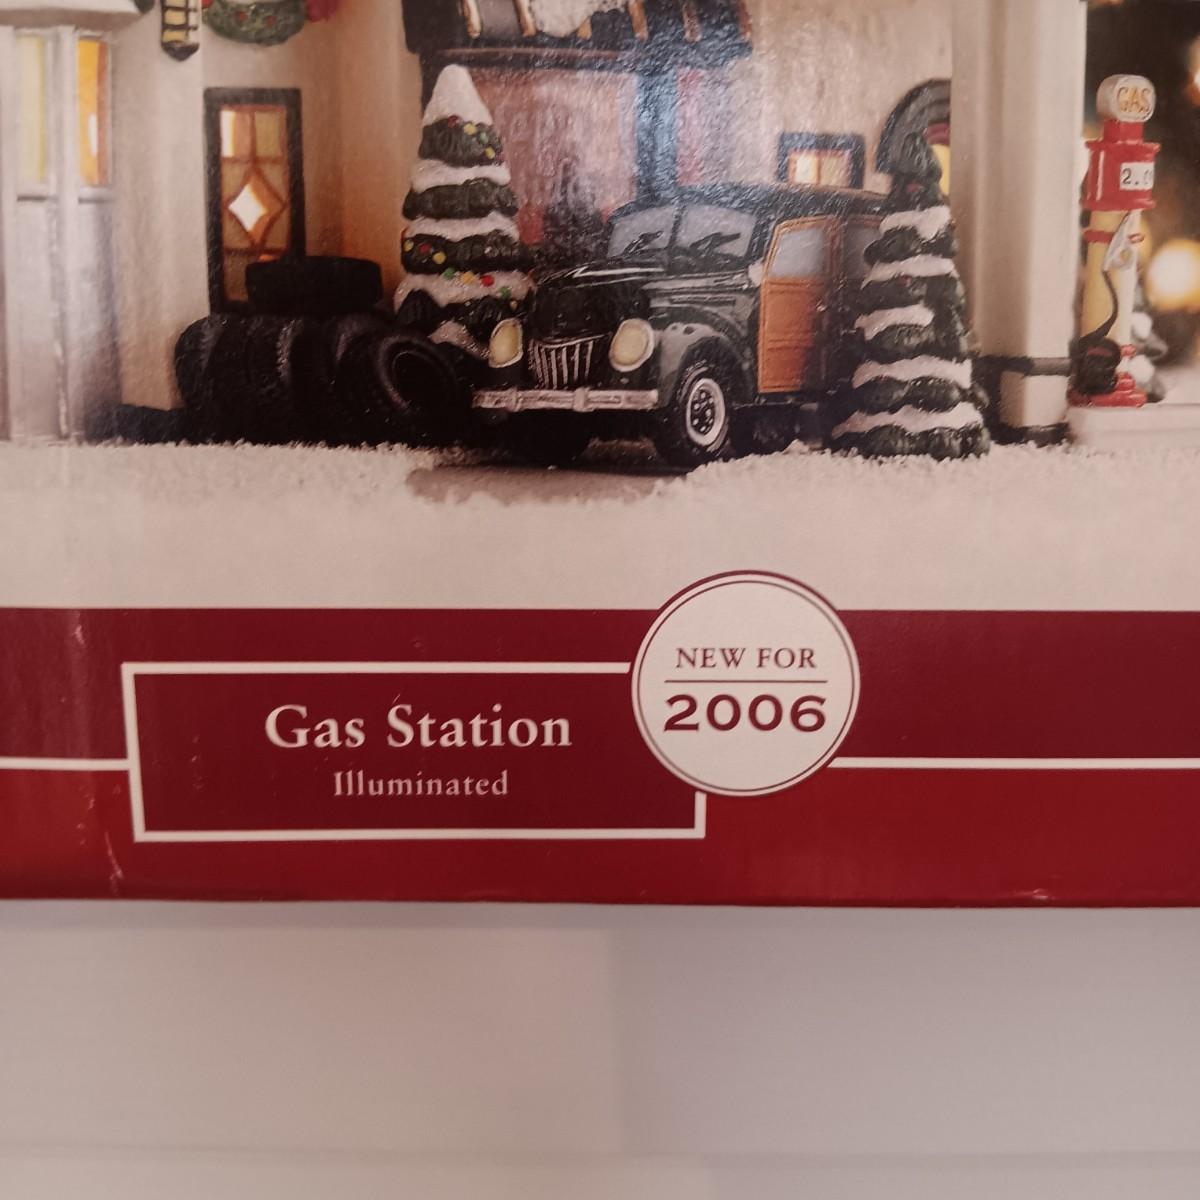 GAS
NEW FOR
2006
Gas Station
Illuminated